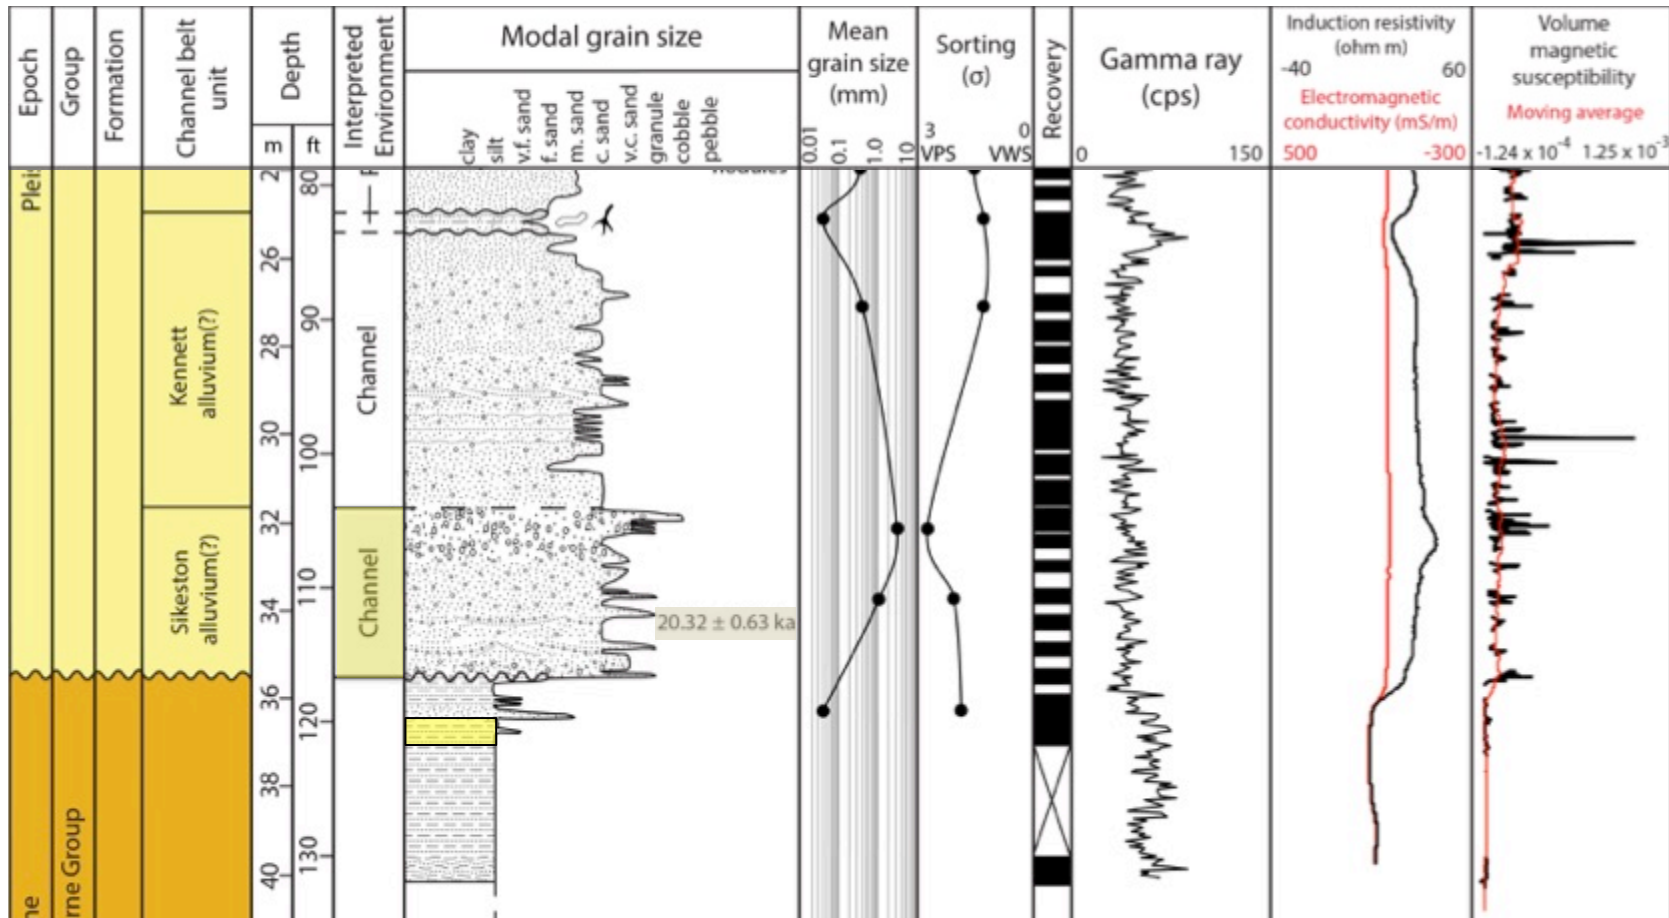 Epoch
Group
Formation
Channel belt
unit
Depth
m
ft
Interpreted
Environment
Modal grain size
clay
silt
v.f. sand
f. sand
m. sand
c. sand
v.c. sand
granule
cobble
pebble
Mean
grain size
(mm)
0.01
0.1
1.0
10
Sorting
(σ)
3
0
VPS
VWS
Recovery
Gamma ray
(cps)
0
150
Induction resistivity
(ohm m)
-40
60
Electromagnetic
conductivity (mS/m)
500
-300
Volume
magnetic
susceptibility
Moving average
-1.24 x 10⁻⁴
1.25 x 10⁻³
Kennett
alluvium(?)
Sikeston
alluvium(?)
26
28
30
32
34
36
38
40
80
90
100
110
120
130
Channel
Channel
20.32 ± 0.63 ka
Group